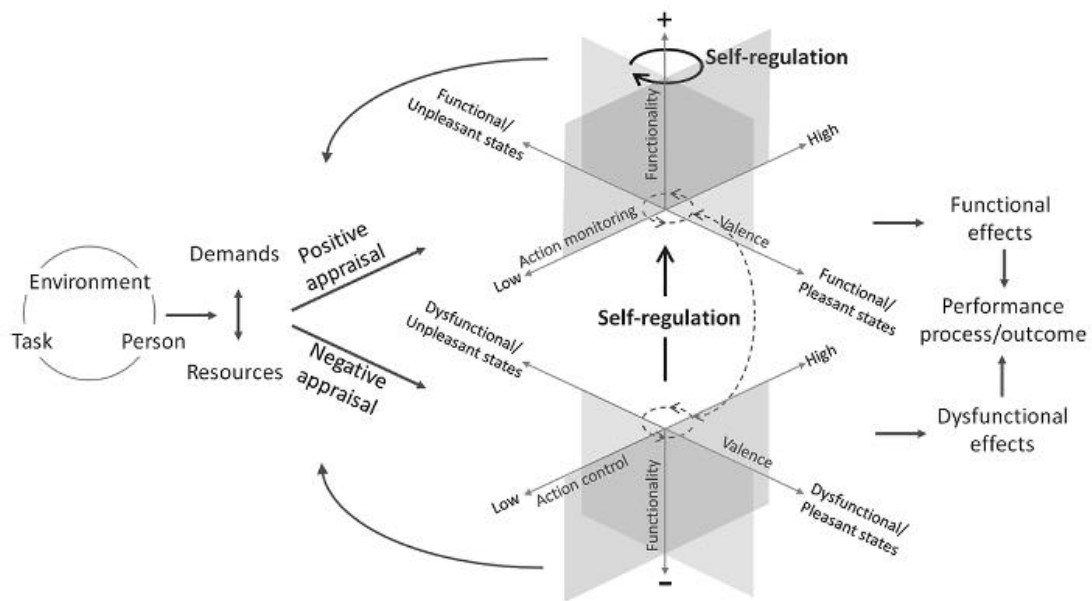 +
Self-regulation
Functional/
Unpleasant states
Functionality
High
Action monitoring
Low
Valence
Functional/
Pleasant states
Environment
Task
Person
Demands
Resources
Positive
appraisal
Negative
appraisal
Self-regulation
Dysfunctional/
Unpleasant states
High
Low
Action control
Functionality
Valence
Dysfunctional/
Pleasant states
-
Functional
effects
Performance
process/outcome
Dysfunctional
effects